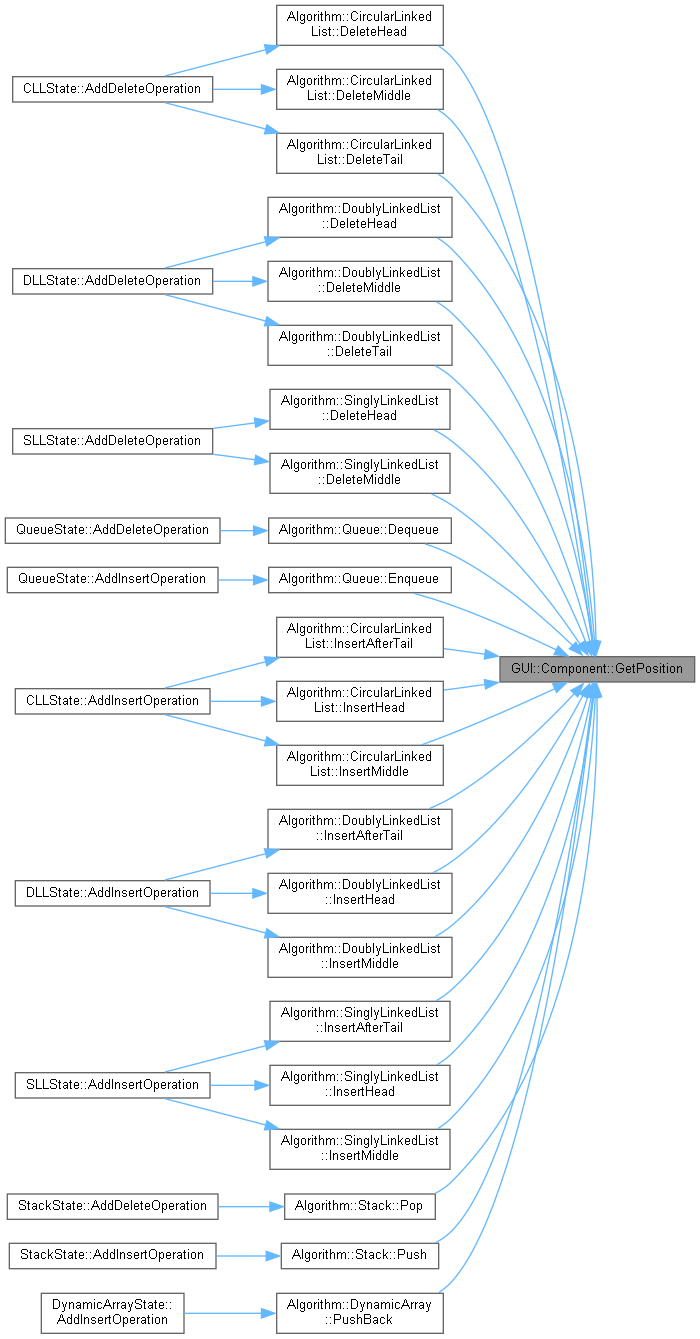 Algorithm::CircularLinked
List::DeleteHead
CLLState::AddDeleteOperation
Algorithm::CircularLinked
List::DeleteMiddle
Algorithm::CircularLinked
List::DeleteTail
Algorithm::DoublyLinkedList
::DeleteHead
DLLState::AddDeleteOperation
Algorithm::DoublyLinkedList
::DeleteMiddle
Algorithm::DoublyLinkedList
::DeleteTail
Algorithm::SinglyLinkedList
::DeleteHead
SLLState::AddDeleteOperation
Algorithm::SinglyLinkedList
::DeleteMiddle
QueueState::AddDeleteOperation
Algorithm::Queue::Dequeue
QueueState::AddInsertOperation
Algorithm::Queue::Enqueue
Algorithm::CircularLinked
List::InsertAfterTail
GUI::Component::GetPosition
CLLState::AddInsertOperation
Algorithm::CircularLinked
List::InsertHead
Algorithm::CircularLinked
List::InsertMiddle
Algorithm::DoublyLinkedList
::InsertAfterTail
DLLState::AddInsertOperation
Algorithm::DoublyLinkedList
::InsertHead
Algorithm::DoublyLinkedList
::InsertMiddle
Algorithm::SinglyLinkedList
::InsertAfterTail
SLLState::AddInsertOperation
Algorithm::SinglyLinkedList
::InsertHead
Algorithm::SinglyLinkedList
::InsertMiddle
StackState::AddDeleteOperation
Algorithm::Stack::Pop
StackState::AddInsertOperation
Algorithm::Stack::Push
DynamicArrayState::
AddInsertOperation
Algorithm::DynamicArray
::PushBack